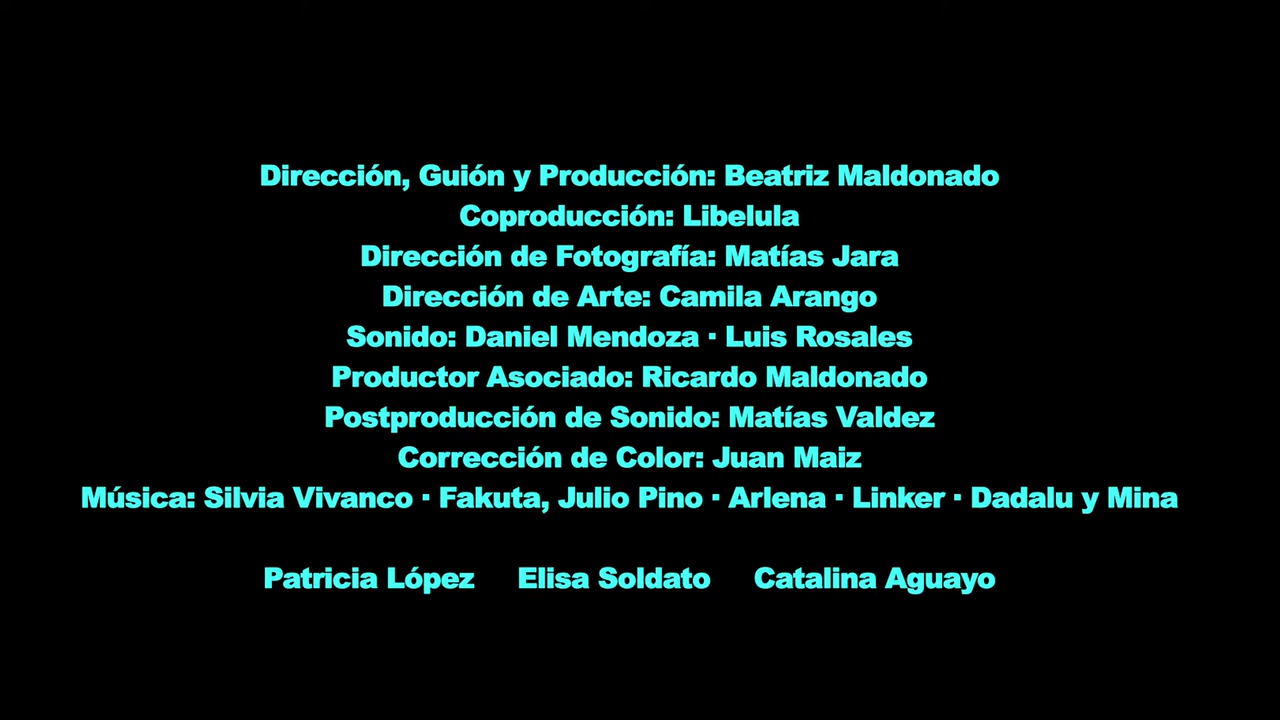 Dirección, Guión y Producción: Beatriz Maldonado
Coproducción: Libelula
Dirección de Fotografía: Matías Jara
Dirección de Arte: Camila Arango
Sonido: Daniel Mendoza · Luis Rosales
Productor Asociado: Ricardo Maldonado
Postproducción de Sonido: Matías Valdez
Corrección de Color: Juan Maiz
Música: Silvia Vivanco · Fakuta, Julio Pino · Arlena · Linker · Dadalu y Mina
Patricia López Elisa Soldato Catalina Aguayo